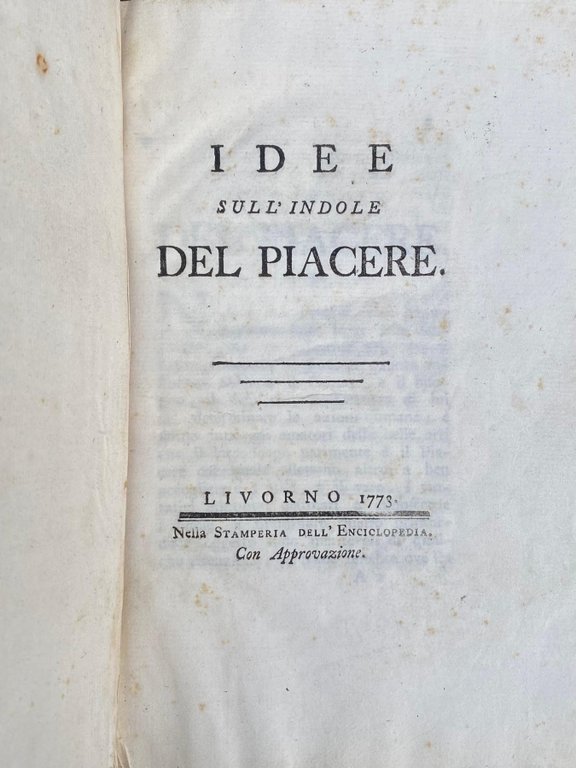 IDEE
SULL' INDOLE
DEL PIACERE.
LIVORNO 1773.
Nella STAMPERIA DELL' ENCICLOPEDIA.
Con Approvazione.